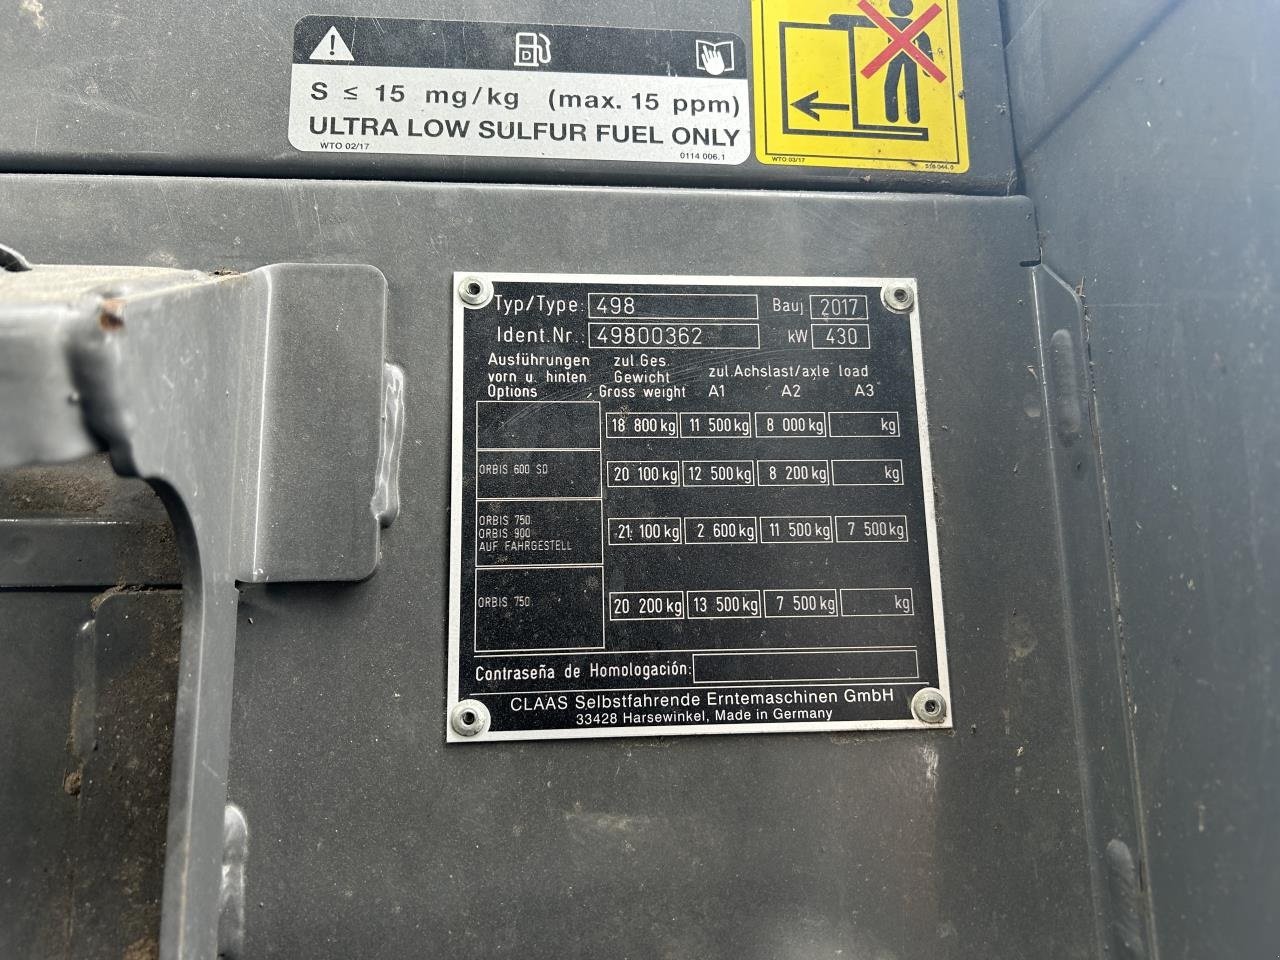 S ≤ 15 mg/kg (max. 15 ppm)
ULTRA LOW SULFUR FUEL ONLY
WTO 02/17 0114 006.1
WTO 03/17 516 044.0
Typ/Type: 498 Bauj 2017
Ident.Nr.: 49800362 kW 430
Ausführungen zul.Ges.
vorn u. hinten Gewicht zul.Achslast/axle load
Options Gross weight A1 A2 A3
18 800 kg 11 500 kg 8 000 kg kg
ORBIS 600 SD 20 100 kg 12 500 kg 8 200 kg kg
ORBIS 750
ORBIS 900 21 100 kg 2 600 kg 11 500 kg 7 500 kg
AUF FAHRGESTELL
ORBIS 750 20 200 kg 13 500 kg 7 500 kg kg
Contraseña de Homologación:
CLAAS Selbstfahrende Erntemaschinen GmbH
33428 Harsewinkel, Made in Germany